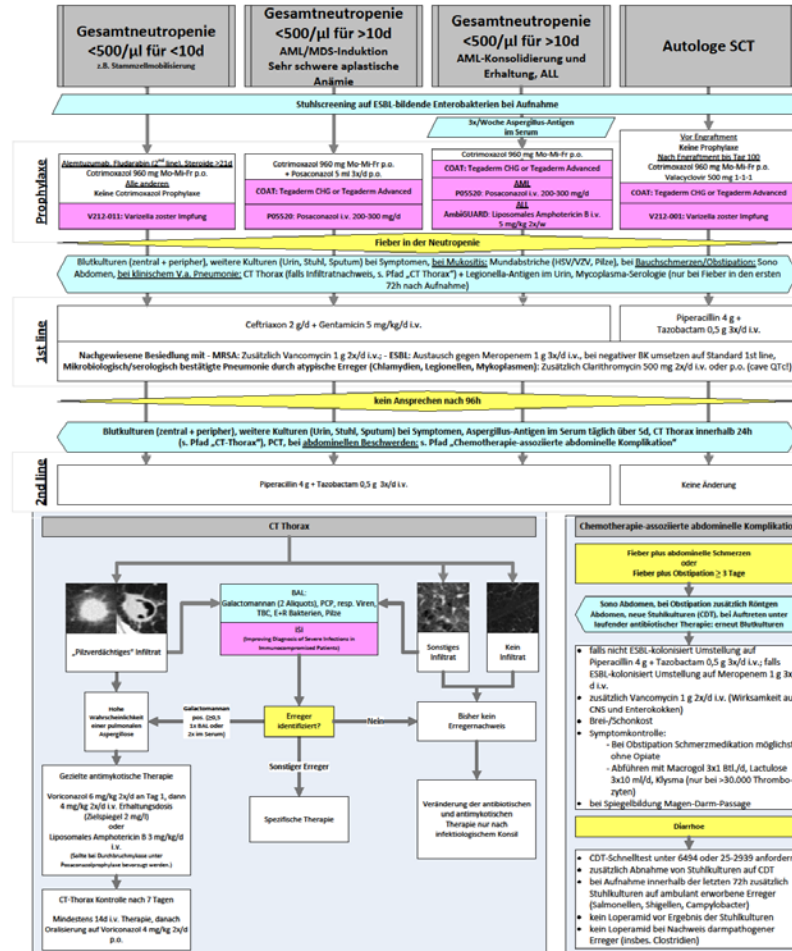 Gesamtneutropenie
<500/µl für <10d
z.B. Stammzellmobilisierung
Gesamtneutropenie
<500/µl für >10d
AML/MDS-Induktion
Sehr schwere aplastische
Anämie
Gesamtneutropenie
<500/µl für >10d
AML-Konsolidierung und
Erhaltung, ALL
Autologe SCT
Stuhlscreening auf ESBL-bildende Enterobakterien bei Aufnahme
3x/Woche Aspergillus-Antigen
im Serum
Prophylaxe
Alemtuzumab, Fludarabin (2nd line), Steroide >21d
Cotrimoxazol 960 mg Mo-Mi-Fr p.o.
Alle anderen
Keine Cotrimoxazol Prophylaxe
V212-011: Varizella zoster Impfung
Cotrimoxazol 960 mg Mo-Mi-Fr p.o.
+ Posaconazol 5 ml 3x/d p.o.
COAT: Tegaderm CHG or Tegaderm Advanced
P05520: Posaconazol i.v. 200-300 mg/d
Cotrimoxazol 960 mg Mo-Mi-Fr p.o.
COAT: Tegaderm CHG or Tegaderm Advanced
AML
P05520: Posaconazol i.v. 200-300 mg/d
ALL
AmbiGUARD: Liposomales Amphotericin B i.v.
5 mg/kg 2x/w
Vor Engraftment
Keine Prophylaxe
Nach Engraftment bis Tag 100
Cotrimoxazol 960 mg Mo-Mi-Fr p.o.
Valacyclovir 500 mg 1-1-1
COAT: Tegaderm CHG or Tegaderm Advanced
V212-001: Varizella zoster Impfung
Fieber in der Neutropenie
Blutkulturen (zentral + peripher), weitere Kulturen (Urin, Stuhl, Sputum) bei Symptomen, bei Mukositis: Mundabstriche (HSV/VZV, Pilze), bei Bauchschmerzen/Obstipation: Sono
Abdomen, bei klinischem V.a. Pneumonie: CT Thorax (falls Infiltratnachweis, s. Pfad „CT Thorax") + Legionella-Antigen im Urin, Mycoplasma-Serologie (nur bei Fieber in den ersten
72h nach Aufnahme)
1st line
Ceftriaxon 2 g/d + Gentamicin 5 mg/kg/d i.v.
Piperacillin 4 g +
Tazobactam 0,5 g 3x/d i.v.
Nachgewiesene Besiedlung mit - MRSA: Zusätzlich Vancomycin 1 g 2x/d i.v.; - ESBL: Austausch gegen Meropenem 1 g 3x/d i.v., bei negativer BK umsetzen auf Standard 1st line,
Mikrobiologisch/serologisch bestätigte Pneumonie durch atypische Erreger (Chlamydien, Legionellen, Mykoplasmen): Zusätzlich Clarithromycin 500 mg 2x/d i.v. oder p.o. (cave QTc!)
kein Ansprechen nach 96h
Blutkulturen (zentral + peripher), weitere Kulturen (Urin, Stuhl, Sputum) bei Symptomen, Aspergillus-Antigen im Serum täglich über 5d, CT Thorax innerhalb 24h
(s. Pfad „CT-Thorax"), PCT, bei abdominellen Beschwerden: s. Pfad „Chemotherapie-assoziierte abdominelle Komplikation"
2nd line
Piperacillin 4 g + Tazobactam 0,5 g 3x/d i.v.
Keine Änderung
CT Thorax
BAL:
Galactomannan (2 Aliquots), PCP, resp. Viren,
TBC, E+R Bakterien, Pilze
ISI
(Improving Diagnosis of Severe Infections in
Immunocompromised Patients)
„Pilzverdächtiges" Infiltrat
Sonstiges
Infiltrat
Kein
Infiltrat
Hohe
Wahrscheinlichkeit
einer pulmonalen
Aspergillose
Galactomannan
pos. (≥0,5
1x BAL oder
2x im Serum)
Erreger
identifiziert?
Nein
Bisher kein
Erregernachweis
Sonstiger Erreger
Gezielte antimykotische Therapie
Voriconazol 6 mg/kg 2x/d an Tag 1, dann
4 mg/kg 2x/d i.v. Erhaltungsdosis
(Zielspiegel 2 mg/l)
oder
Liposomales Amphotericin B 3 mg/kg/d
i.v.
(Sollte bei Durchbruchmykose unter
Posaconazolprophylaxe bevorzugt werden.)
Spezifische Therapie
Veränderung der antibiotischen
und antimykotischen
Therapie nur nach
infektiologischem Konsil
CT-Thorax Kontrolle nach 7 Tagen
Mindestens 14d i.v. Therapie, danach
Oralisierung auf Voriconazol 4 mg/kg 2x/d
p.o.
Chemotherapie-assoziierte abdominelle Komplikation
Fieber plus abdominelle Schmerzen
oder
Fieber plus Obstipation ≥ 3 Tage
Sono Abdomen, bei Obstipation zusätzlich Röntgen
Abdomen, neue Stuhlkulturen (CDT), bei Auftreten unter
laufender antibiotischer Therapie: erneut Blutkulturen
• falls nicht ESBL-kolonisiert Umstellung auf
Piperacillin 4 g + Tazobactam 0,5 g 3x/d i.v.; falls
ESBL-kolonisiert Umstellung auf Meropenem 1 g 3x
d i.v.
• zusätzlich Vancomycin 1 g 2x/d i.v. (Wirksamkeit au
CNS und Enterokokken)
• Brei-/Schonkost
• Symptomkontrolle:
- Bei Obstipation Schmerzmedikation möglichst
ohne Opiate
- Abführen mit Macrogol 3x1 Btl./d, Lactulose
3x10 ml/d, Klysma (nur bei >30.000 Thrombo-
zyten)
• bei Spiegelbildung Magen-Darm-Passage
Diarrhoe
• CDT-Schnelltest unter 6494 oder 25-2939 anfordern
• zusätzlich Abnahme von Stuhlkulturen auf CDT
• bei Aufnahme innerhalb der letzten 72h zusätzlich
Stuhlkulturen auf ambulant erworbene Erreger
(Salmonellen, Shigellen, Campylobacter)
• kein Loperamid vor Ergebnis der Stuhlkulturen
• kein Loperamid bei Nachweis darmpathogener
Erreger (insbes. Clostridien)